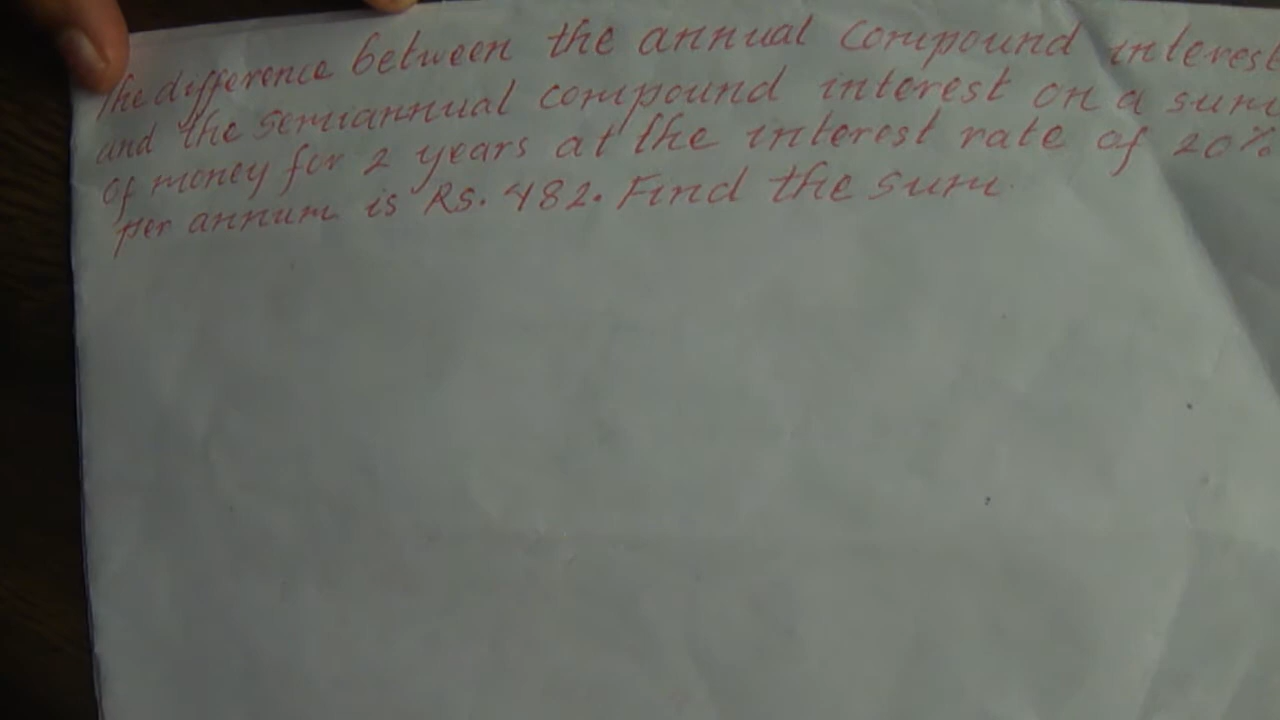 The difference between the annual compound interest
and the semiannual compound interest on a sum
of money for 2 years at the interest rate of 20%
per annum is Rs. 482. Find the sum.